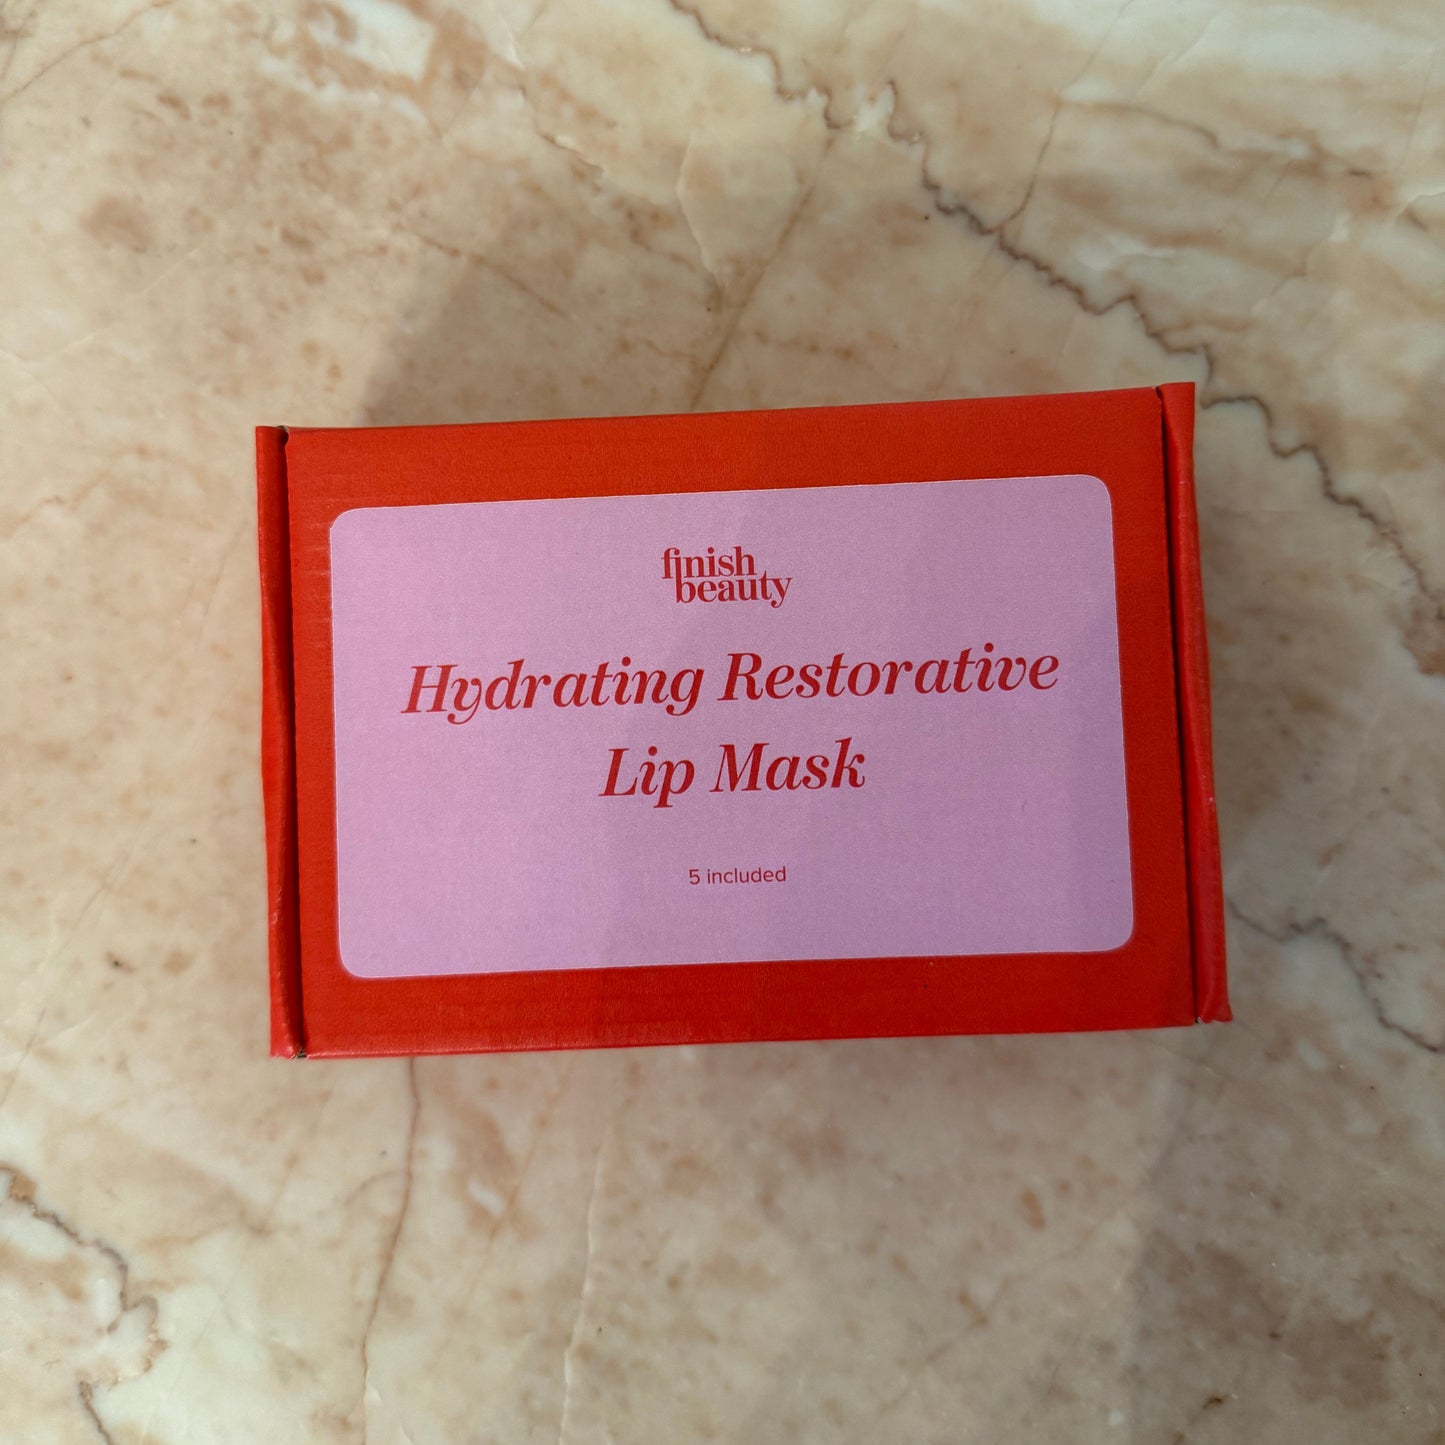 finish
beauty
Hydrating Restorative
Lip Mask
5 included